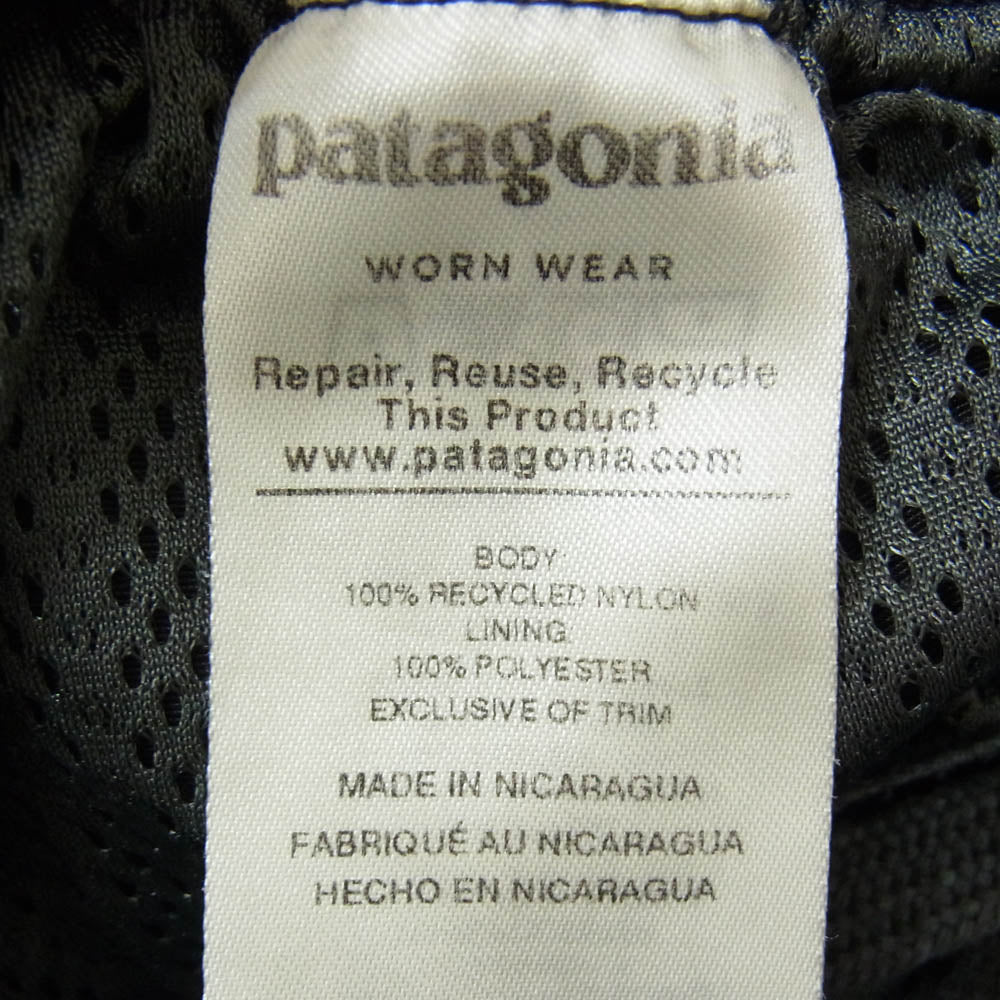 patagonia
WORN WEAR
Repair, Reuse, Recycle
This Product
www.patagonia.com
BODY:
100% RECYCLED NYLON
LINING:
100% POLYESTER
EXCLUSIVE OF TRIM
MADE IN NICARAGUA
FABRIQUÉ AU NICARAGUA
HECHO EN NICARAGUA